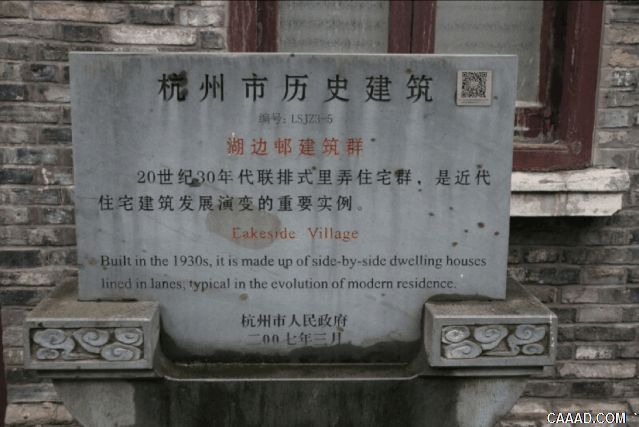 杭州市历史建筑
编号：LSJZ3-5
湖边邨建筑群
20世纪30年代联排式里弄住宅群，是近代
住宅建筑发展演变的重要实例。
Lakeside Village
Built in the 1930s, it is made up of side-by-side dwelling houses
lined in lanes, typical in the evolution of modern residence.
杭州市人民政府
二〇〇七年三月
CAAAD.COM